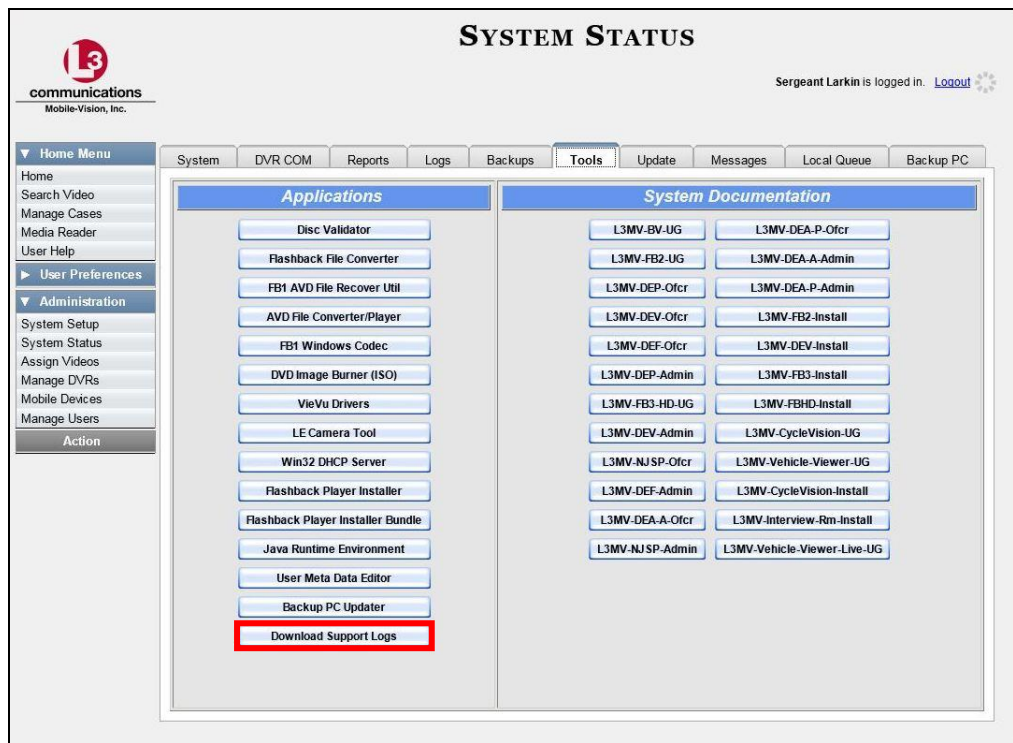 SYSTEM STATUS
L3
communications
Mobile-Vision, Inc.
Sergeant Larkin is logged in. Logout
Home Menu
Home
Search Video
Manage Cases
Media Reader
User Help
User Preferences
Administration
System Setup
System Status
Assign Videos
Manage DVRs
Mobile Devices
Manage Users
Action
System DVR COM Reports Logs Backups Tools Update Messages Local Queue Backup PC
Applications
Disc Validator
Flashback File Converter
FB1 AVD File Recover Util
AVD File Converter/Player
FB1 Windows Codec
DVD Image Burner (ISO)
VieVu Drivers
LE Camera Tool
Win32 DHCP Server
Flashback Player Installer
Flashback Player Installer Bundle
Java Runtime Environment
User Meta Data Editor
Backup PC Updater
Download Support Logs
System Documentation
L3MV-BV-UG L3MV-DEA-P-Ofcr
L3MV-FB2-UG L3MV-DEA-A-Admin
L3MV-DEP-Ofcr L3MV-DEA-P-Admin
L3MV-DEV-Ofcr L3MV-FB2-Install
L3MV-DEF-Ofcr L3MV-DEV-Install
L3MV-DEP-Admin L3MV-FB3-Install
L3MV-FB3-HD-UG L3MV-FBHD-Install
L3MV-DEV-Admin L3MV-CycleVision-UG
L3MV-NJSP-Ofcr L3MV-Vehicle-Viewer-UG
L3MV-DEF-Admin L3MV-CycleVision-Install
L3MV-DEA-A-Ofcr L3MV-Interview-Rm-Install
L3MV-NJSP-Admin L3MV-Vehicle-Viewer-Live-UG